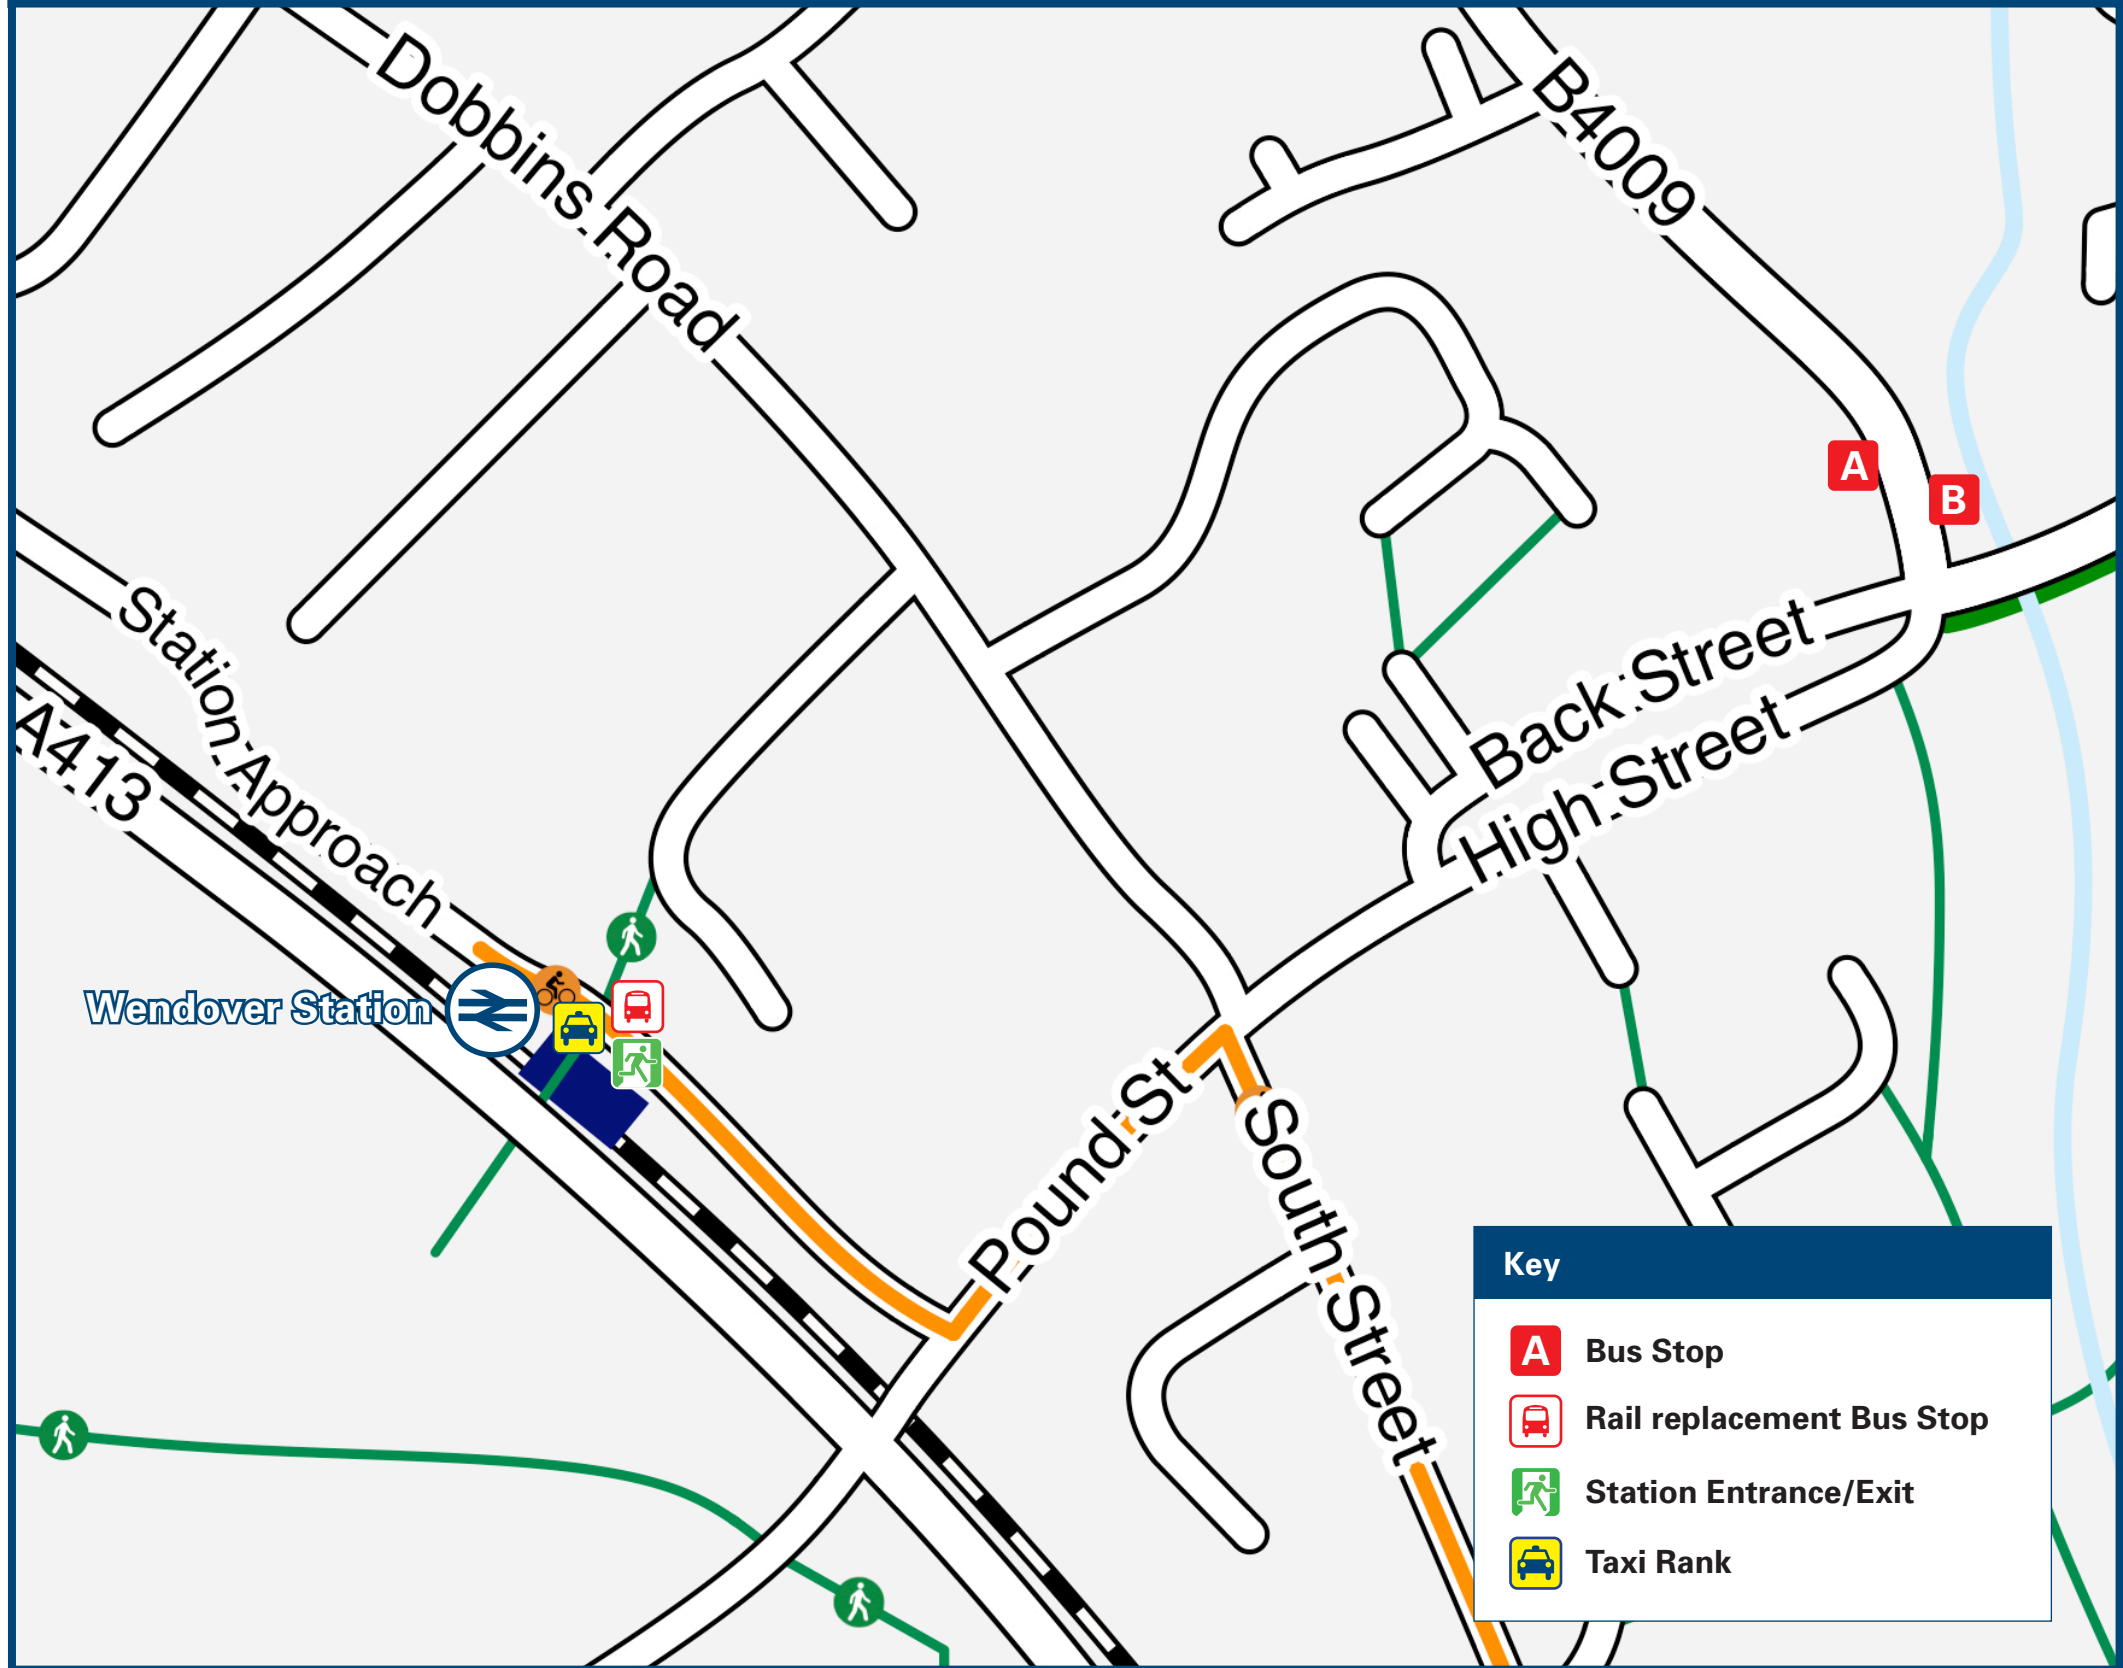 Dobbins Road
B4009
A
B
Station Approach
A413
Back Street
High Street
Wendover Station
Pound St
South Street
Key
A Bus Stop
Rail replacement Bus Stop
Station Entrance/Exit
Taxi Rank